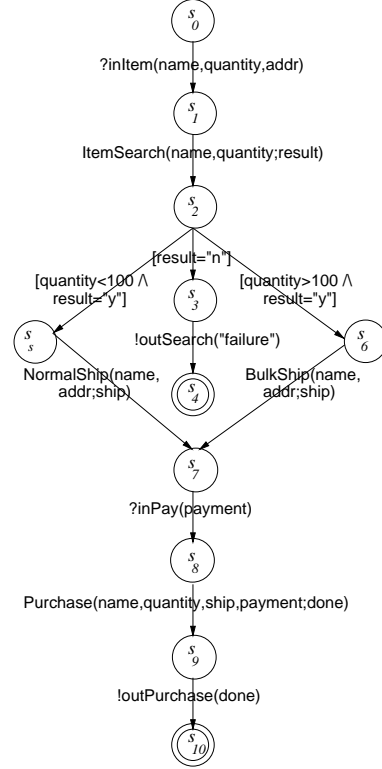 s0
?inItem(name,quantity,addr)
s1
ItemSearch(name,quantity;result)
s2
[quantity<100 /\
result="y"]
[result="n"]
[quantity>100 /\
result="y"]
ss
s3
s6
!outSearch("failure")
NormalShip(name,
addr;ship)
s4
BulkShip(name,
addr;ship)
s7
?inPay(payment)
s8
Purchase(name,quantity,ship,payment;done)
s9
!outPurchase(done)
s10